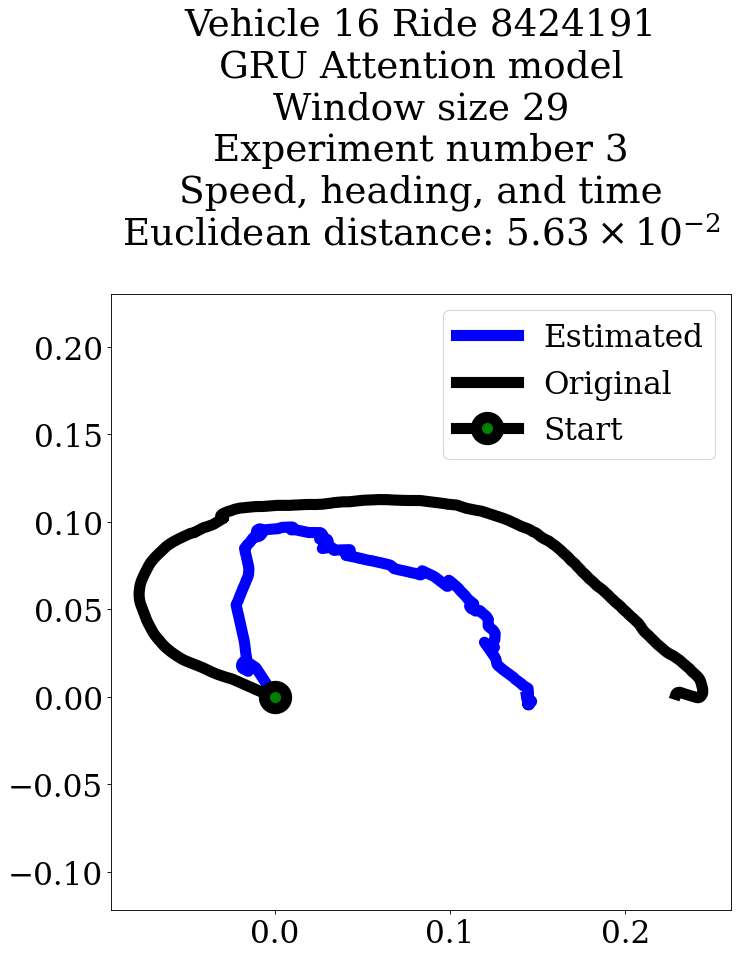 Vehicle 16 Ride 8424191
GRU Attention model
Window size 29
Experiment number 3
Speed, heading, and time
Euclidean distance: 5.63 × 10⁻²
Estimated
Original
Start
0.20
0.15
0.10
0.05
0.00
−0.05
−0.10
0.0 0.1 0.2